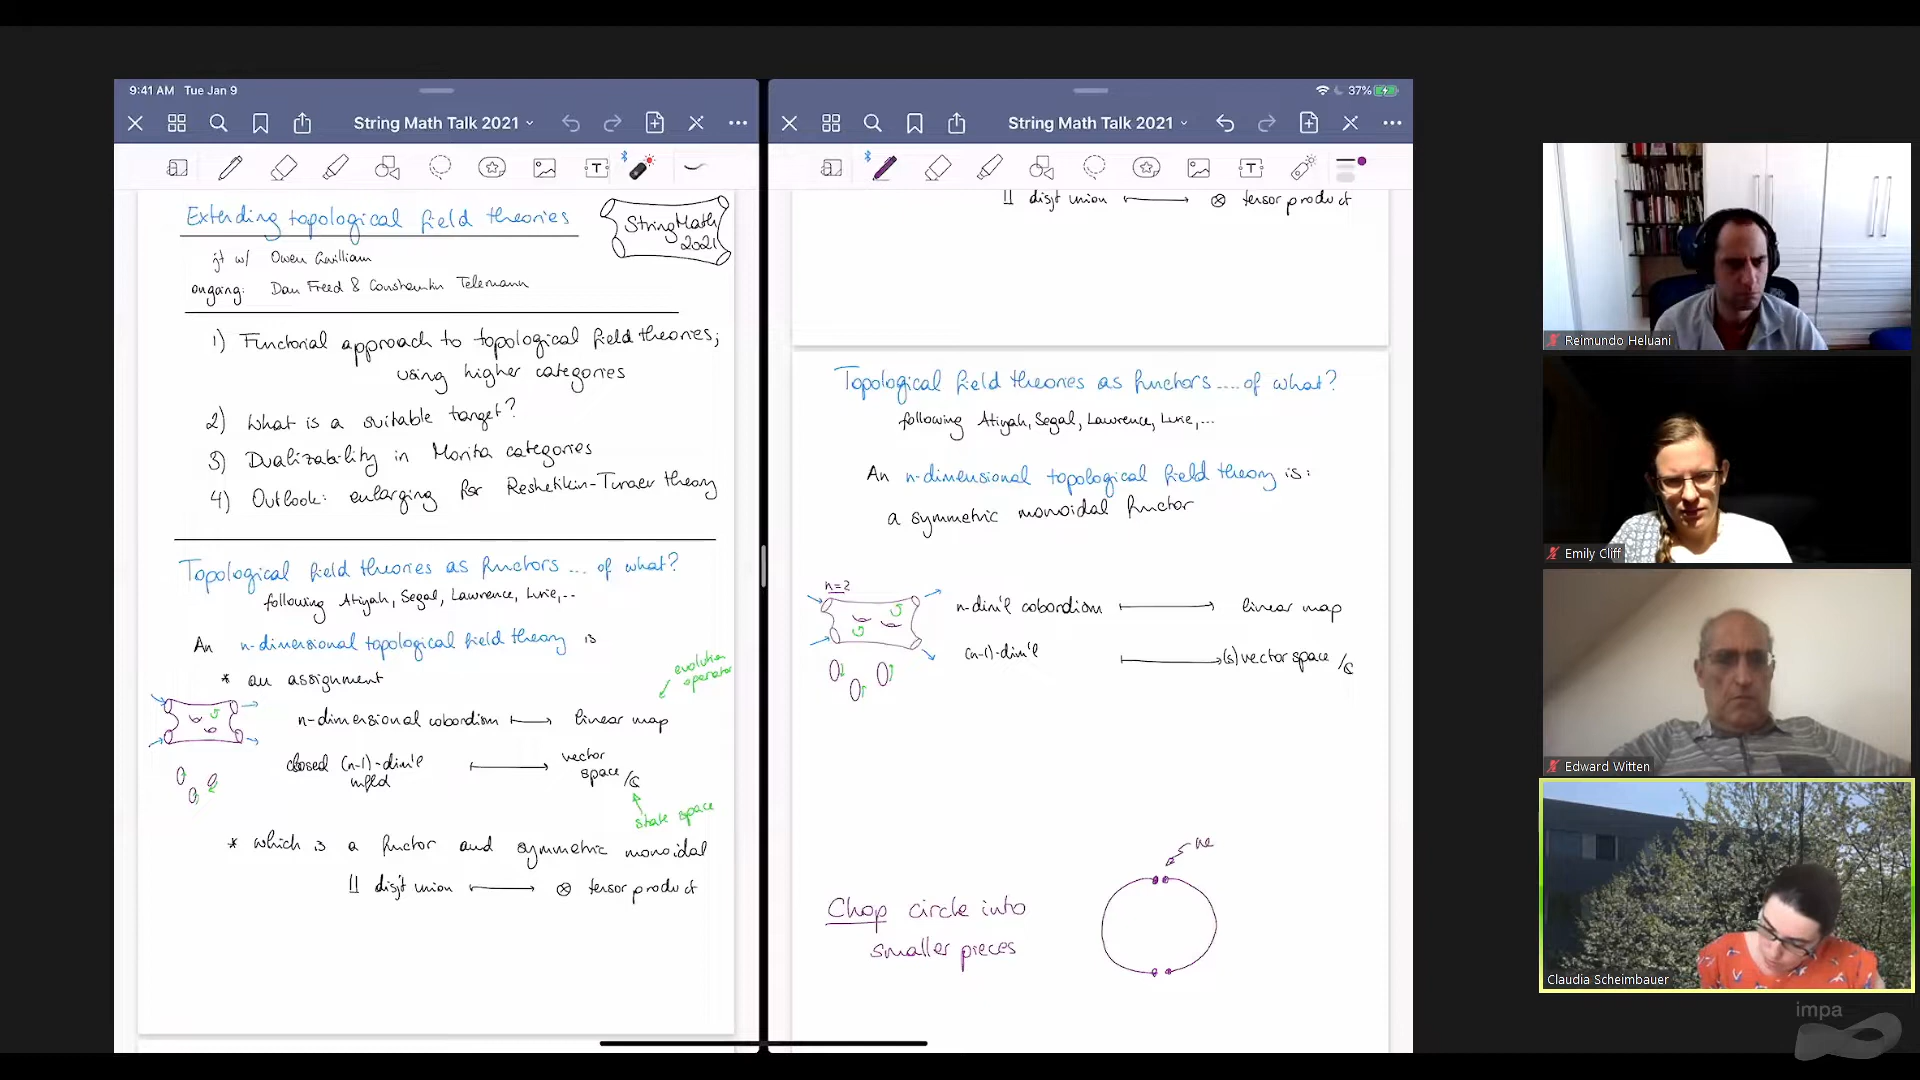 9:41 AM Tue Jan 9
String Math Talk 2021
Extending topological field theories
StringMath
2021
jt w/ Owen Gwilliam
ongoing: Dan Freed & Constantin Teleman
1) Functorial approach to topological field theories;
using higher categories
2) What is a suitable target?
3) Dualizability in Morita categories
4) Outlook: enlarging for Reshetikin-Turaev theory
Topological field theories as functors ... of what?
following Atiyah, Segal, Lawrence, Lurie,..
An n-dimensional topological field theory is
* an assignment
evolution
operator
n-dimensional cobordism ⟼ linear map
closed (n-1)-dim'l
mfld
⟼ vector
space /ℂ
state space
* which is a functor and symmetric monoidal
∐ disj't union ⟼ ⊗ tensor product
37%
String Math Talk 2021
∐ disj't union ⟼ ⊗ tensor product
Topological field theories as functors .... of what?
following Atiyah, Segal, Lawrence, Lurie,...
An n-dimensional topological field theory is:
a symmetric monoidal functor
n=2
n-dim'l cobordism ⟼ linear map
(n-1)-dim'l ⟼ (s)vector space /ℂ
Chop circle into
smaller pieces
Reimundo Heluani
Emily Cliff
Edward Witten
Claudia Scheimbauer
impa